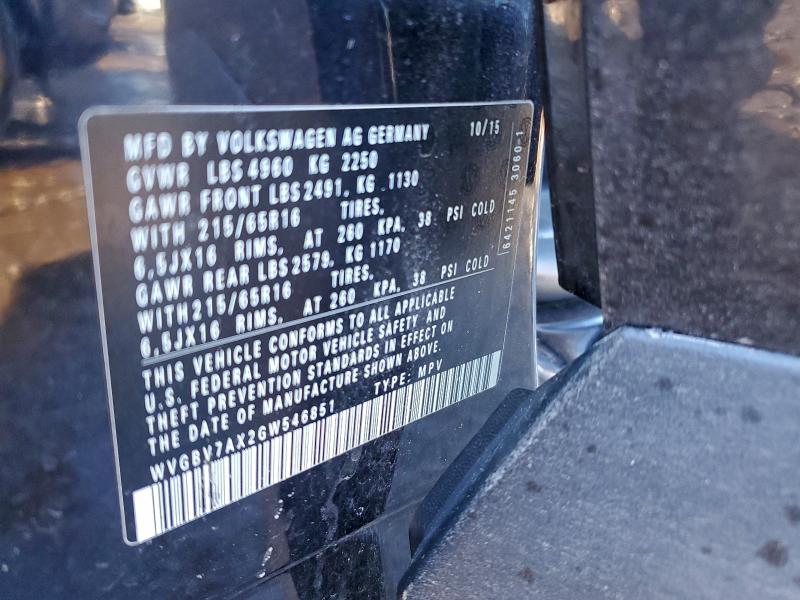 MFD BY VOLKSWAGEN AG GERMANY 10/15
GVWR LBS 4960 KG 2250
GAWR FRONT LBS 2491, KG 1130
WITH 215/65R16 TIRES,
6,5JX16 RIMS, AT 260 KPA, 38 PSI COLD
GAWR REAR LBS 2579, KG 1170
WITH 215/65R16 TIRES,
6,5JX16 RIMS, AT 260 KPA, 38 PSI COLD
THIS VEHICLE CONFORMS TO ALL APPLICABLE
U.S. FEDERAL MOTOR VEHICLE SAFETY AND
THEFT PREVENTION STANDARDS IN EFFECT ON
THE DATE OF MANUFACTURE SHOWN ABOVE.
WVGBV7AX2GW546851 TYPE: MPV
6421145 3060-1